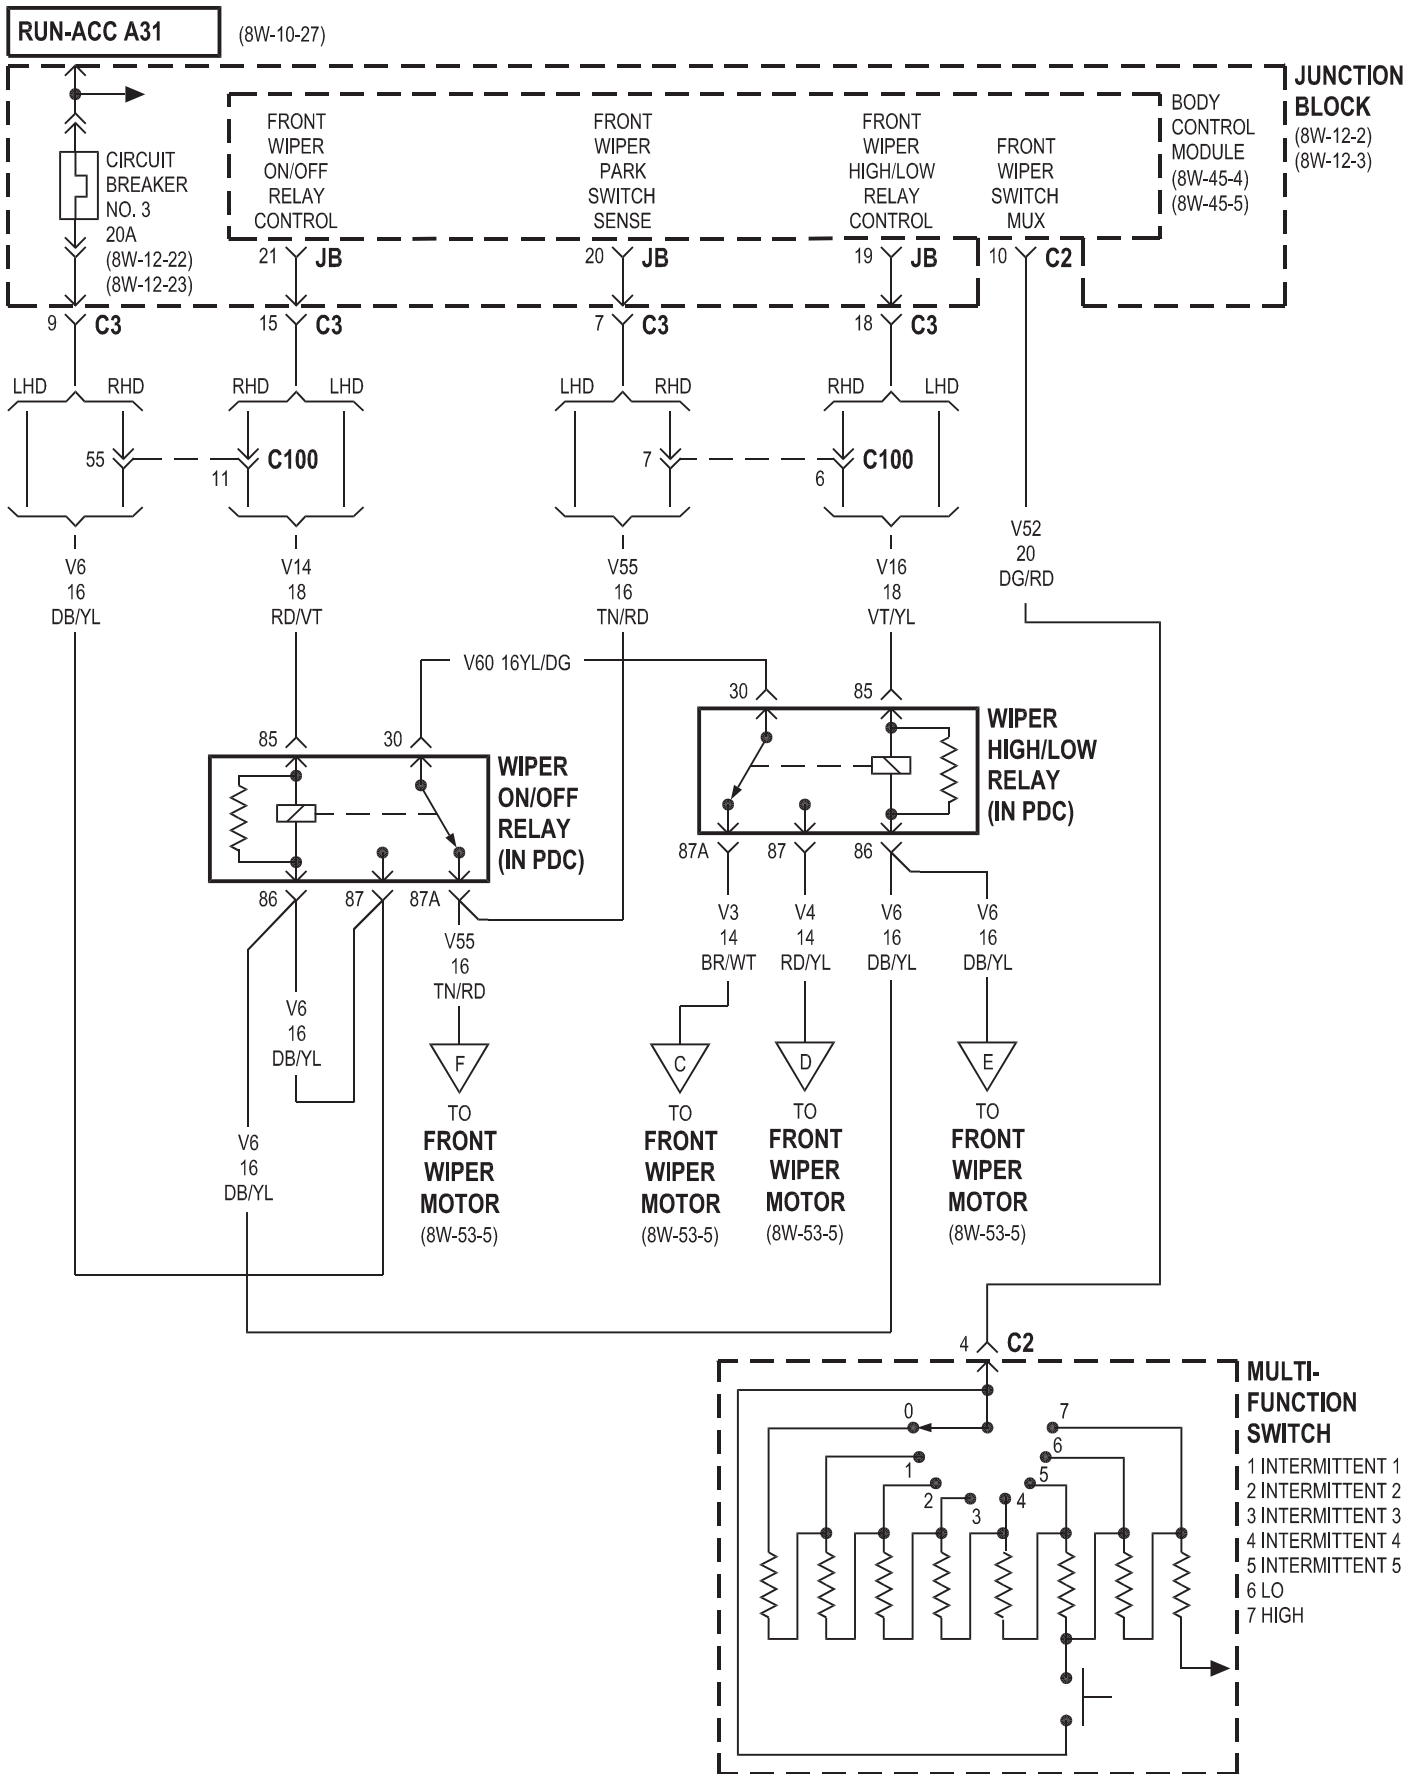 RUN-ACC A31
(8W-10-27)
JUNCTION
BLOCK
(8W-12-2)
(8W-12-3)
BODY
CONTROL
MODULE
(8W-45-4)
(8W-45-5)
CIRCUIT
BREAKER
NO. 3
20A
(8W-12-22)
(8W-12-23)
FRONT
WIPER
ON/OFF
RELAY
CONTROL
FRONT
WIPER
PARK
SWITCH
SENSE
FRONT
WIPER
HIGH/LOW
RELAY
CONTROL
FRONT
WIPER
SWITCH
MUX
21 JB
20 JB
19 JB
10 C2
9 C3
15 C3
7 C3
18 C3
LHD RHD
RHD LHD
LHD RHD
RHD LHD
55
11
C100
7
6
C100
V6
16
DB/YL
V14
18
RD/VT
V55
16
TN/RD
V16
18
VT/YL
V52
20
DG/RD
V60 16YL/DG
30
85
WIPER
HIGH/LOW
RELAY
(IN PDC)
85
30
WIPER
ON/OFF
RELAY
(IN PDC)
87A
87
86
86
87
87A
V3
14
BR/WT
V4
14
RD/YL
V6
16
DB/YL
V6
16
DB/YL
V55
16
TN/RD
V6
16
DB/YL
V6
16
DB/YL
F
TO
FRONT
WIPER
MOTOR
(8W-53-5)
C
TO
FRONT
WIPER
MOTOR
(8W-53-5)
D
TO
FRONT
WIPER
MOTOR
(8W-53-5)
E
TO
FRONT
WIPER
MOTOR
(8W-53-5)
4 C2
MULTI-
FUNCTION
SWITCH
1 INTERMITTENT 1
2 INTERMITTENT 2
3 INTERMITTENT 3
4 INTERMITTENT 4
5 INTERMITTENT 5
6 LO
7 HIGH
0
1
2
3
4
5
6
7